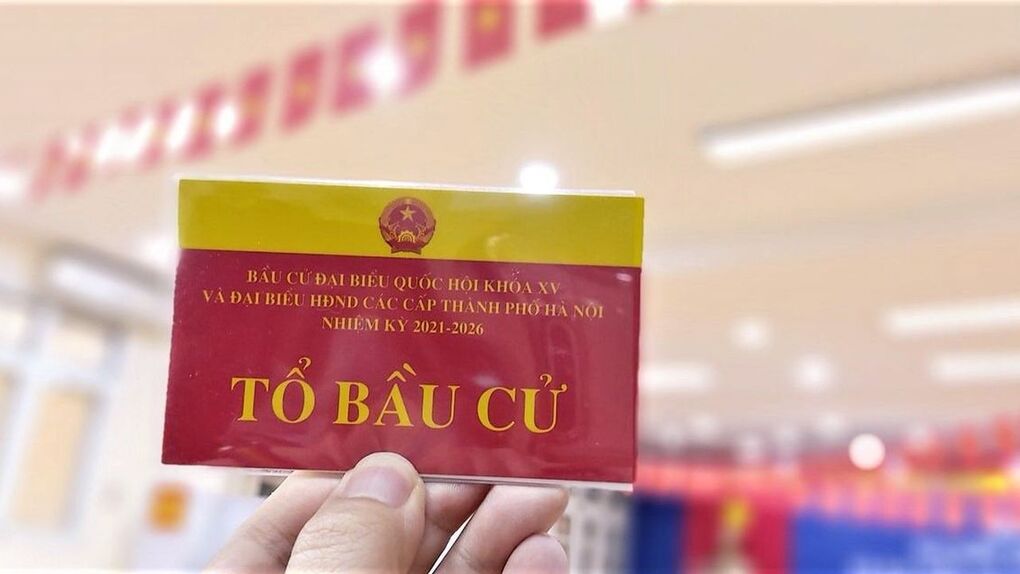 BẦU CỬ ĐẠI BIỂU QUỐC HỘI KHÓA XV
VÀ ĐẠI BIỂU HĐND CÁC CẤP THÀNH PHỐ HÀ NỘI
NHIỆM KỲ 2021-2026
TỔ BẦU CỬ